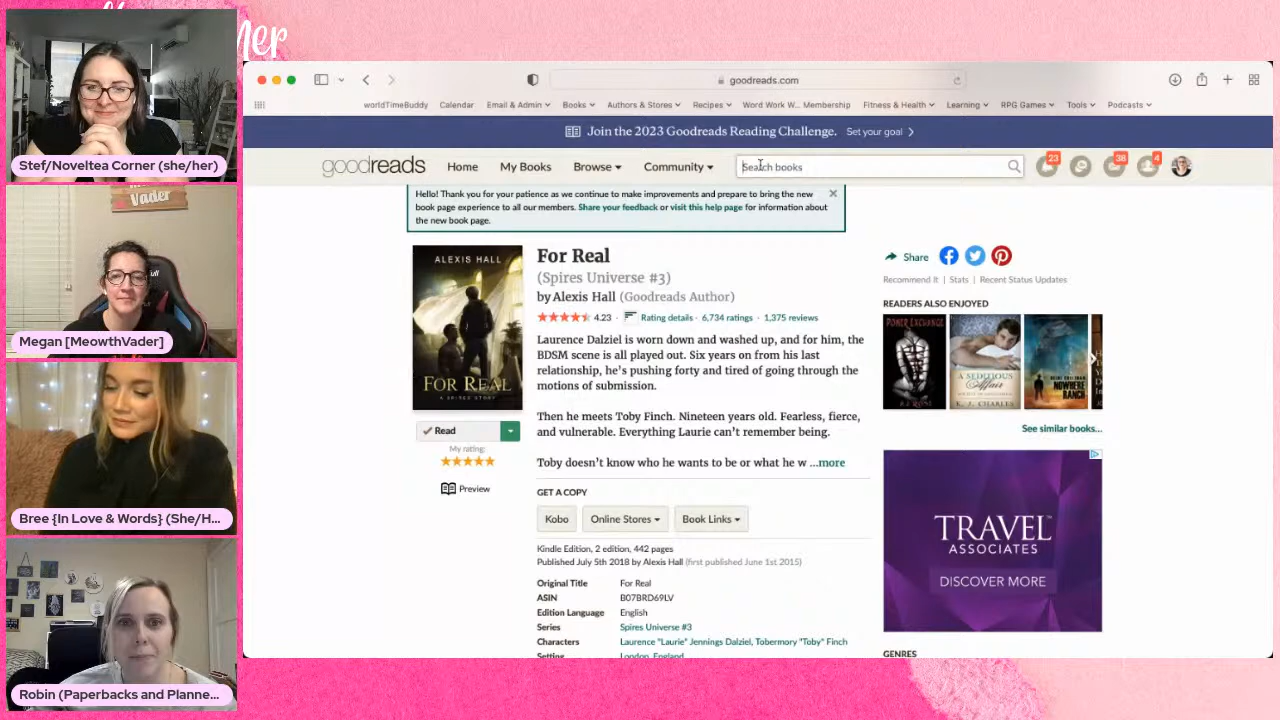 Mer
goodreads.com
worldTimeBuddy Calendar Email & Admin Books Authors & Stores Recipes Word Work W... Membership Fitness & Health Learning RPG Games Tools Podcasts
Join the 2023 Goodreads Reading Challenge. Set your goal
goodreads Home My Books Browse Community Search books 23 38 4
Hello! Thank you for your patience as we continue to make improvements and prepare to bring the new
book page experience to all our members. Share your feedback or visit this help page for information about
the new book page.
ALEXIS HALL
FOR REAL
A SPIRES STORY
Read
My rating:
Preview
For Real
(Spires Universe #3)
by Alexis Hall (Goodreads Author)
4.23 · Rating details · 6,734 ratings · 1,375 reviews
Laurence Dalziel is worn down and washed up, and for him, the
BDSM scene is all played out. Six years on from his last
relationship, he's pushing forty and tired of going through the
motions of submission.
Then he meets Toby Finch. Nineteen years old. Fearless, fierce,
and vulnerable. Everything Laurie can't remember being.
Toby doesn't know who he wants to be or what he w ...more
GET A COPY
Kobo Online Stores Book Links
Kindle Edition, 2 edition, 442 pages
Published July 5th 2018 by Alexis Hall (first published June 1st 2015)
Original Title For Real
ASIN B07BRD69LV
Edition Language English
Series Spires Universe #3
Characters Laurence "Laurie" Jennings Dalziel, Tobermory "Toby" Finch
Setting London, England
Share
Recommend It | Stats | Recent Status Updates
READERS ALSO ENJOYED
POWER EXCHANGE
A SEDITIOUS
Affair
K. J. CHARLES
NOWHERE
RANCH
See similar books...
TRAVEL
ASSOCIATES
DISCOVER MORE
GENRES
Stef/Noveltea Corner (she/her)
Vader
Megan [MeowthVader]
Bree {In Love & Words} (She/H...
Robin (Paperbacks and Planne...